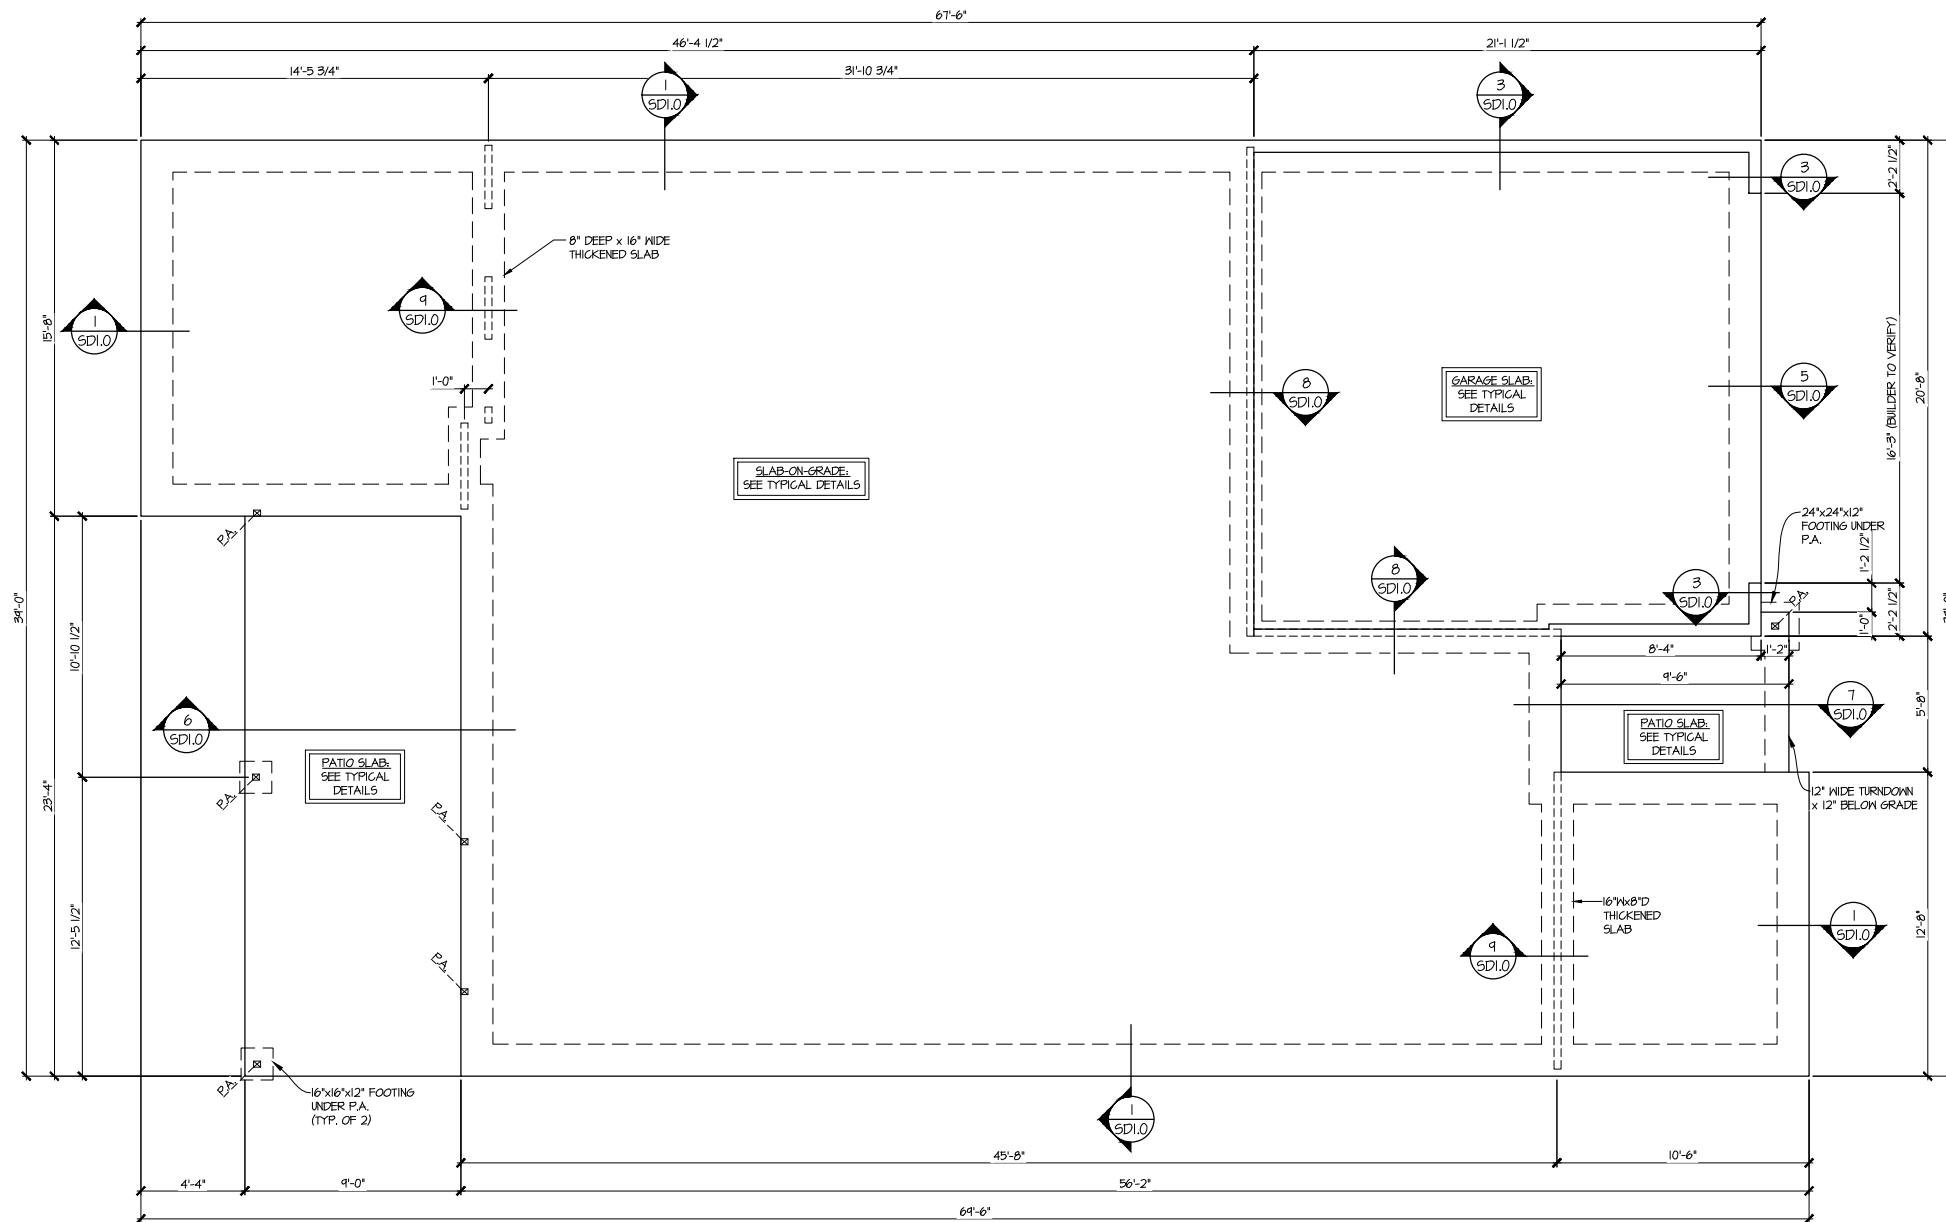 67'-6"
46'-4 1/2"
21'-1 1/2"
14'-5 3/4"
31'-10 3/4"
1
SD1.0
3
SD1.0
3
SD1.0
2'-2 1/2"
8" DEEP x 16" WIDE
THICKENED SLAB
9
SD1.0
1
SD1.0
15'-8"
1'-0"
8
SD1.0
GARAGE SLAB:
SEE TYPICAL
DETAILS
5
SD1.0
16'-3" (BUILDER TO VERIFY)
20'-8"
SLAB-ON-GRADE:
SEE TYPICAL DETAILS
P.A.
24"x24"x12"
FOOTING UNDER
P.A.
1'-2 1/2"
8
SD1.0
3
SD1.0
P.A.
1'-0"
2'-2 1/2"
39'-0"
10'-10 1/2"
8'-4"
1'-2"
9'-6"
7
SD1.0
5'-8"
6
SD1.0
PATIO SLAB:
SEE TYPICAL
DETAILS
PATIO SLAB:
SEE TYPICAL
DETAILS
P.A.
23'-4"
P.A.
12" WIDE TURNDOWN
x 12" BELOW GRADE
16"Wx8"D
THICKENED
SLAB
12'-5 1/2"
1
SD1.0
12'-8"
P.A.
9
SD1.0
P.A.
16"x16"x12" FOOTING
UNDER P.A.
(TYP. OF 2)
1
SD1.0
45'-8"
10'-6"
4'-4"
9'-0"
56'-2"
69'-6"